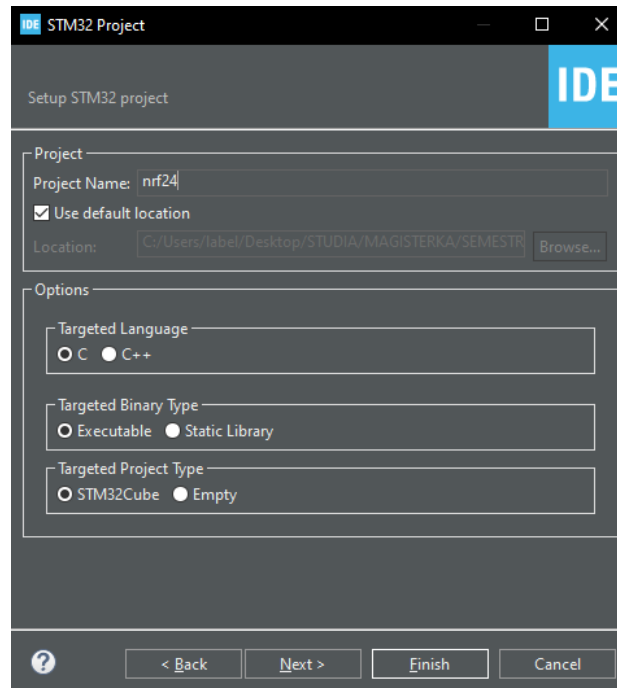 IDE STM32 Project
Setup STM32 project
IDE
Project
Project Name: nrf24
Use default location
Location: C:/Users/label/Desktop/STUDIA/MAGISTERKA/SEMESTR Browse...
Options
Targeted Language
C C++
Targeted Binary Type
Executable Static Library
Targeted Project Type
STM32Cube Empty
? < Back Next > Finish Cancel